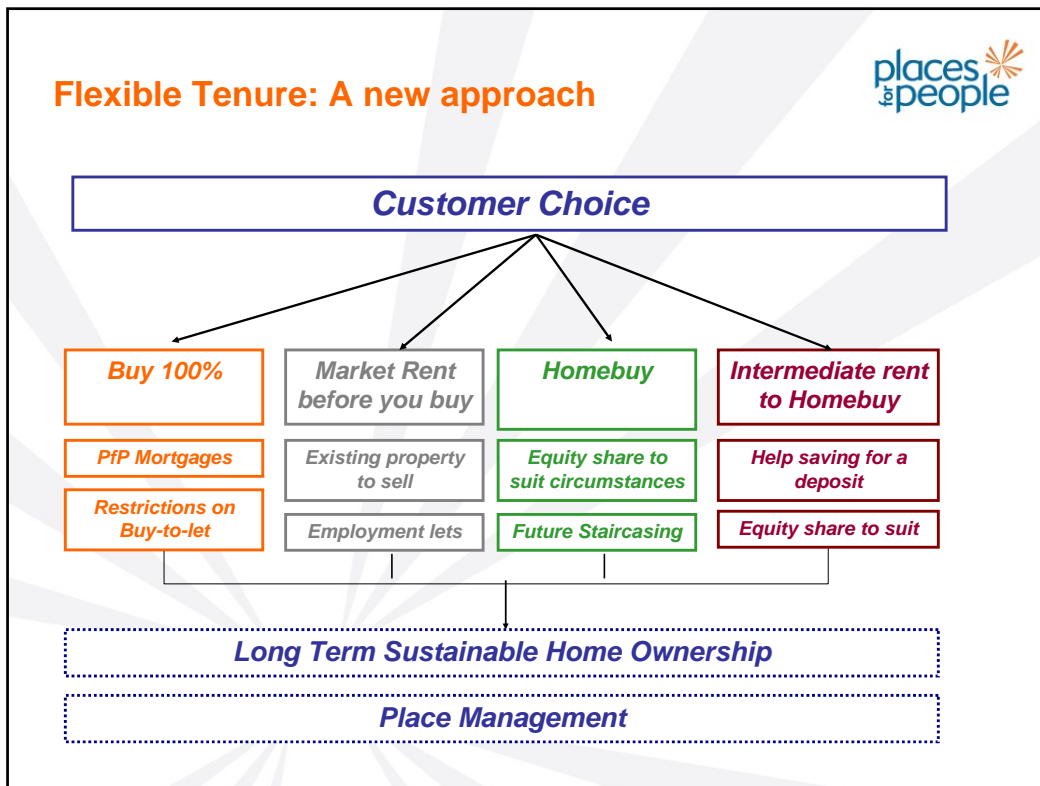 places
for people
Flexible Tenure: A new approach
Customer Choice
Buy 100%
Market Rent
before you buy
Homebuy
Intermediate rent
to Homebuy
PfP Mortgages
Existing property
to sell
Equity share to
suit circumstances
Help saving for a
deposit
Restrictions on
Buy-to-let
Employment lets
Future Staircasing
Equity share to suit
Long Term Sustainable Home Ownership
Place Management